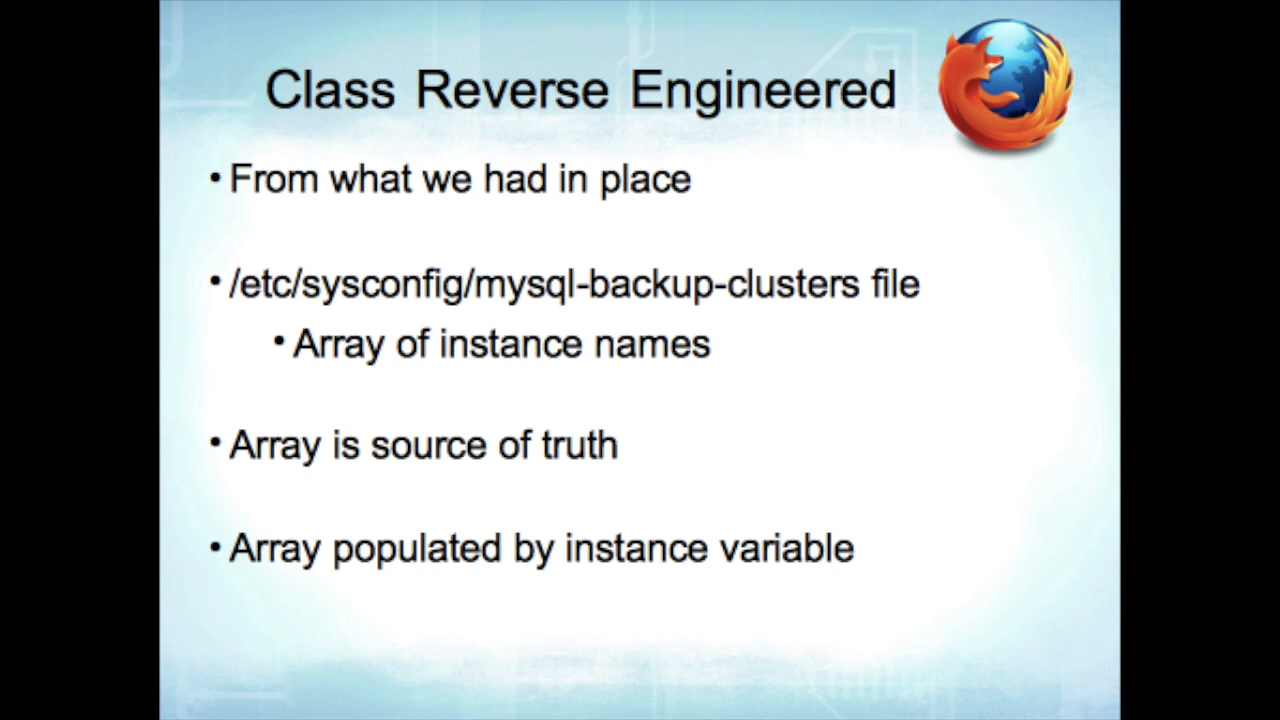 Class Reverse Engineered
• From what we had in place
• /etc/sysconfig/mysql-backup-clusters file
• Array of instance names
• Array is source of truth
• Array populated by instance variable